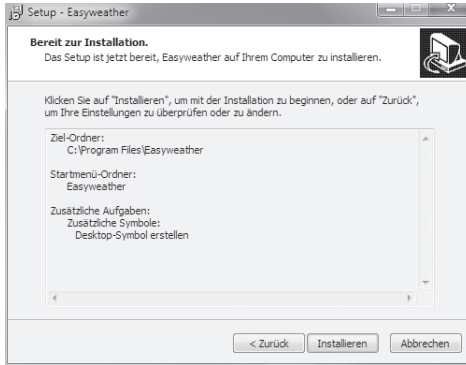 Setup - Easyweather
Bereit zur Installation.
Das Setup ist jetzt bereit, Easyweather auf Ihrem Computer zu installieren.
Klicken Sie auf "Installieren", um mit der Installation zu beginnen, oder auf "Zurück",
um Ihre Einstellungen zu überprüfen oder zu ändern.
Ziel-Ordner:
C:\Program Files\Easyweather
Startmenü-Ordner:
Easyweather
Zusätzliche Aufgaben:
Zusätzliche Symbole:
Desktop-Symbol erstellen
< Zurück Installieren Abbrechen